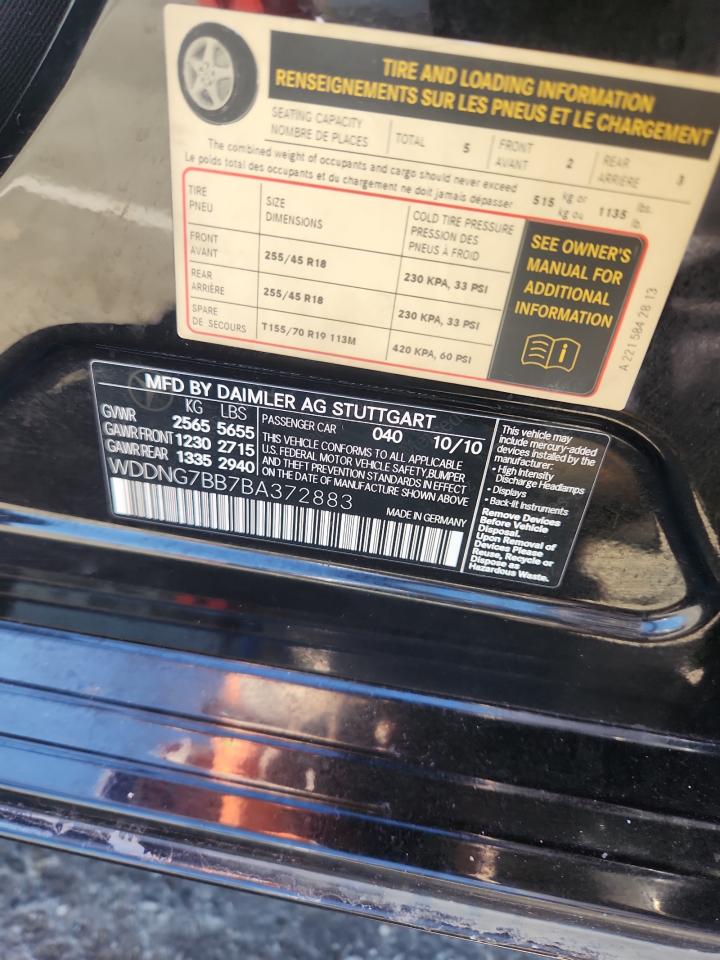 TIRE AND LOADING INFORMATION
RENSEIGNEMENTS SUR LES PNEUS ET LE CHARGEMENT
SEATING CAPACITY
NOMBRE DE PLACES
TOTAL 5
FRONT
AVANT 2
REAR
ARRIÈRE 3
The combined weight of occupants and cargo should never exceed
Le poids total des occupants et du chargement ne doit jamais dépasser
515 kg or
kg ou
1135 lbs.
lb.
TIRE
PNEU
SIZE
DIMENSIONS
COLD TIRE PRESSURE
PRESSION DES
PNEUS À FROID
FRONT
AVANT
255/45 R18
230 KPA, 33 PSI
REAR
ARRIÈRE
255/45 R18
230 KPA, 33 PSI
SPARE
DE SECOURS
T155/70 R19 113M
420 KPA, 60 PSI
SEE OWNER'S
MANUAL FOR
ADDITIONAL
INFORMATION
A 221 584 28 13
MFD BY DAIMLER AG STUTTGART
KG LBS
GVWR 2565 5655
GAWR FRONT 1230 2715
GAWR REAR 1335 2940
PASSENGER CAR 040 10/10
THIS VEHICLE CONFORMS TO ALL APPLICABLE
U.S. FEDERAL MOTOR VEHICLE SAFETY, BUMPER
AND THEFT PREVENTION STANDARDS IN EFFECT
ON THE DATE OF MANUFACTURE SHOWN ABOVE
WDDNG7BB7BA372883
MADE IN GERMANY
This vehicle may
include mercury-added
devices installed by the
manufacturer:
• High Intensity
Discharge Headlamps
• Displays
• Back-lit Instruments
Remove Devices
Before Vehicle
Disposal.
Upon Removal of
Devices Please
Reuse, Recycle or
Dispose as
Hazardous Waste.